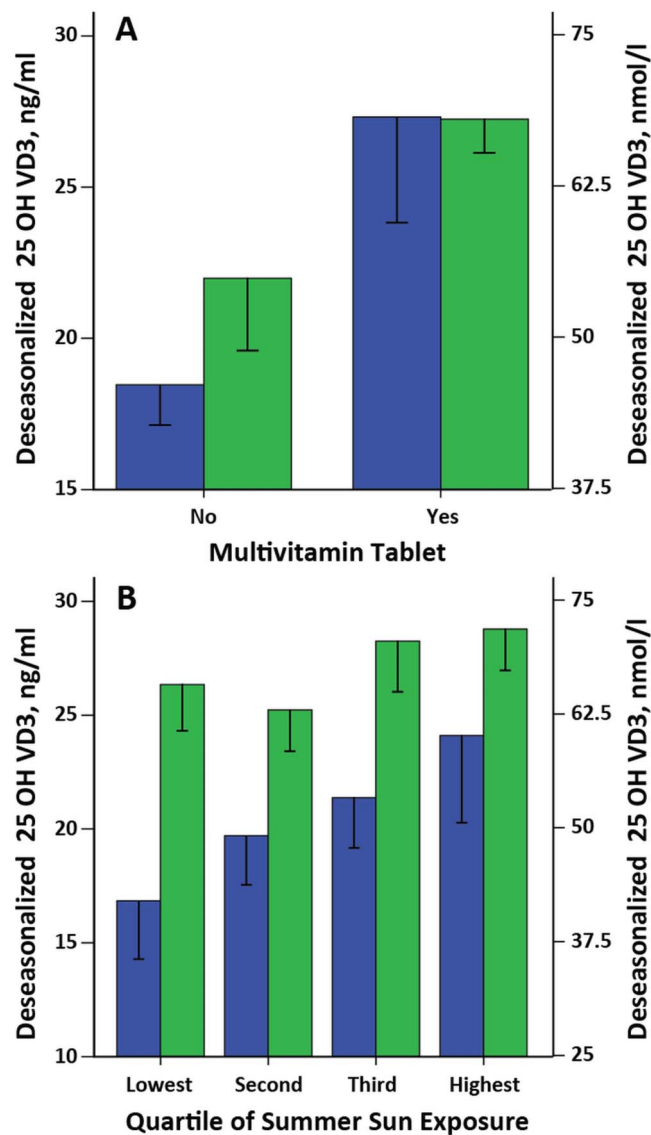 A
Deseasonalized 25 OH VD3, ng/ml
30
25
20
15
Deseasonalized 25 OH VD3, nmol/l
75
62.5
50
37.5
No Yes
Multivitamin Tablet
B
Deseasonalized 25 OH VD3, ng/ml
30
25
20
15
10
Deseasonalized 25 OH VD3, nmol/l
75
62.5
50
37.5
25
Lowest Second Third Highest
Quartile of Summer Sun Exposure